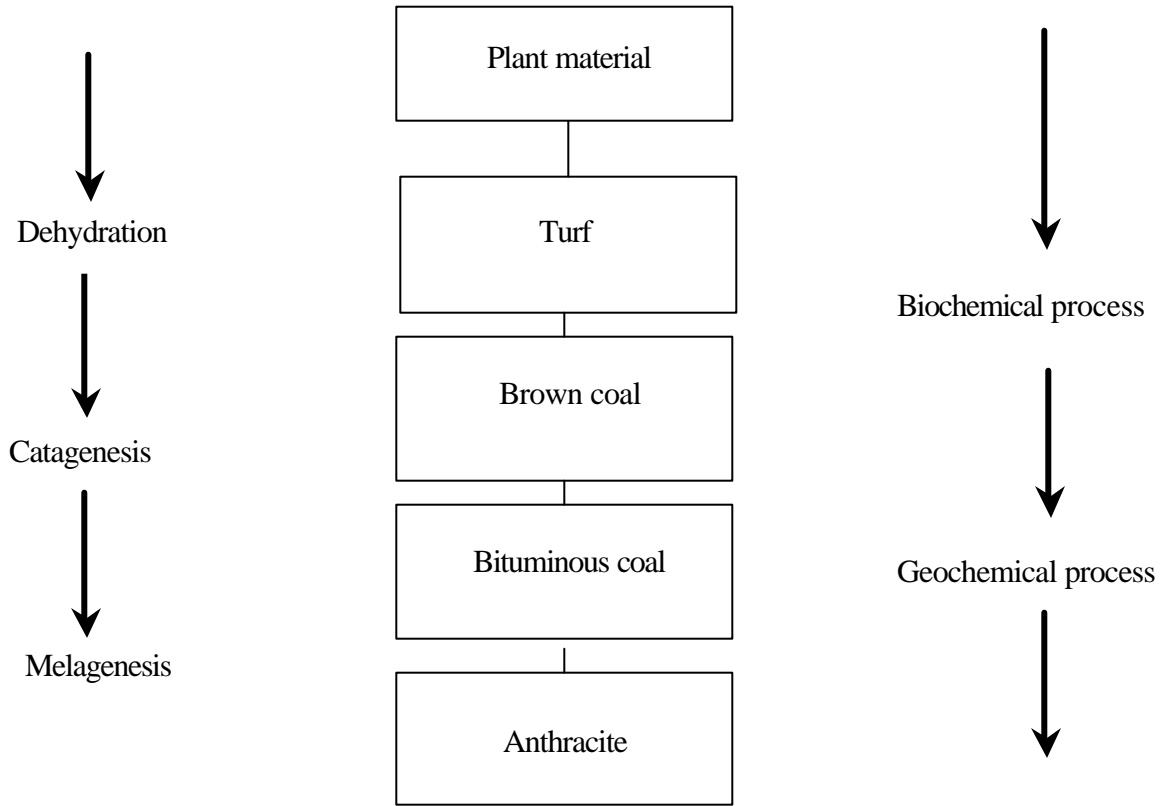 Plant material
Dehydration
Turf
Biochemical process
Brown coal
Catagenesis
Bituminous coal
Geochemical process
Melagenesis
Anthracite